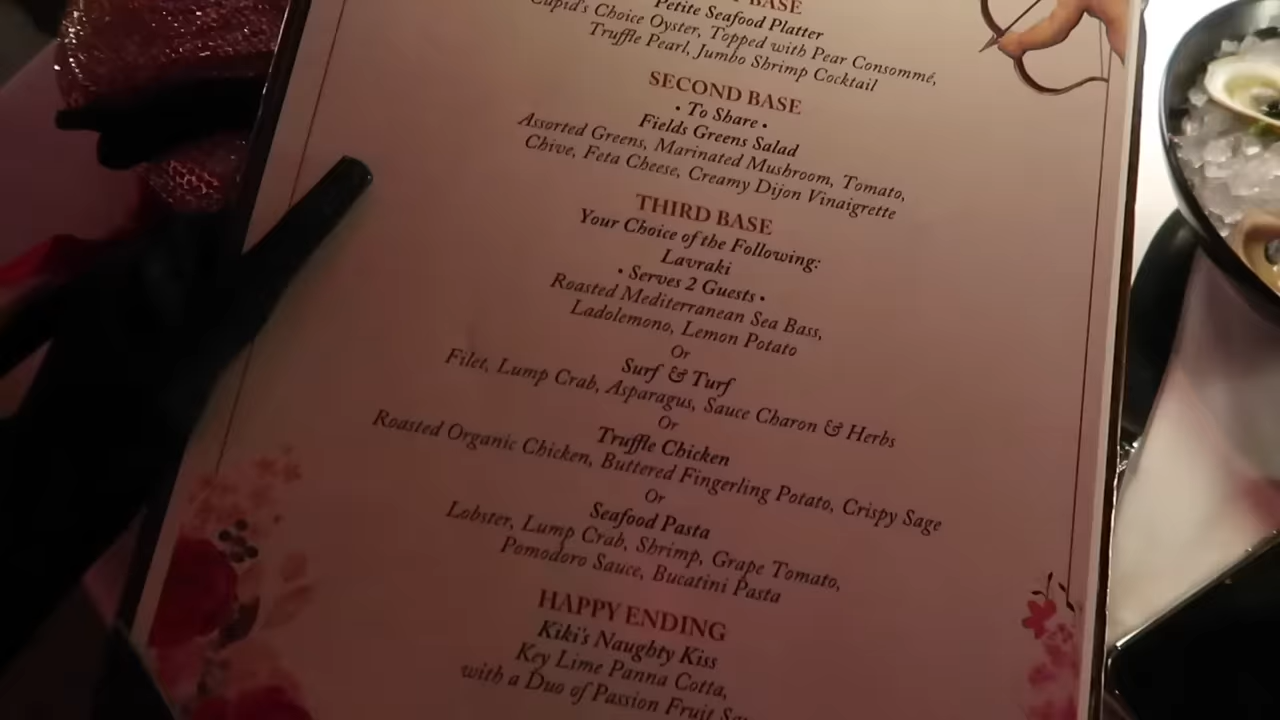 BASE
Petite Seafood Platter
Cupid's Choice Oyster, Topped with Pear Consommé,
Truffle Pearl, Jumbo Shrimp Cocktail
SECOND BASE
• To Share •
Fields Greens Salad
Assorted Greens, Marinated Mushroom, Tomato,
Chive, Feta Cheese, Creamy Dijon Vinaigrette
THIRD BASE
Your Choice of the Following:
Lavraki
• Serves 2 Guests •
Roasted Mediterranean Sea Bass,
Ladolemono, Lemon Potato
Or
Surf & Turf
Filet, Lump Crab, Asparagus, Sauce Charon & Herbs
Or
Truffle Chicken
Roasted Organic Chicken, Buttered Fingerling Potato, Crispy Sage
Or
Seafood Pasta
Lobster, Lump Crab, Shrimp, Grape Tomato,
Pomodoro Sauce, Bucatini Pasta
HAPPY ENDING
Kiki's Naughty Kiss
Key Lime Panna Cotta,
with a Duo of Passion Fruit